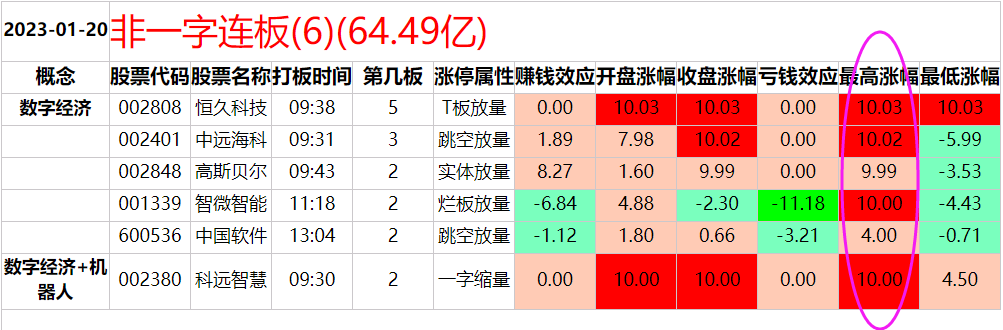 2023-01-20 非一字连板(6)(64.49亿)
概念 股票代码 股票名称 打板时间 第几板 涨停属性 赚钱效应 开盘涨幅 收盘涨幅 亏钱效应 最高涨幅 最低涨幅
数字经济 002808 恒久科技 09:38 5 T板放量 0.00 10.03 10.03 0.00 10.03 10.03
002401 中远海科 09:31 3 跳空放量 1.89 7.98 10.02 0.00 10.02 -5.99
002848 高斯贝尔 09:43 2 实体放量 8.27 1.60 9.99 0.00 9.99 -3.53
001339 智微智能 11:18 2 烂板放量 -6.84 4.88 -2.30 -11.18 10.00 -4.43
600536 中国软件 13:04 2 跳空放量 -1.12 1.80 0.66 -3.21 4.00 -0.71
数字经济+机
器人 002380 科远智慧 09:30 2 一字缩量 0.00 10.00 10.00 0.00 10.00 4.50